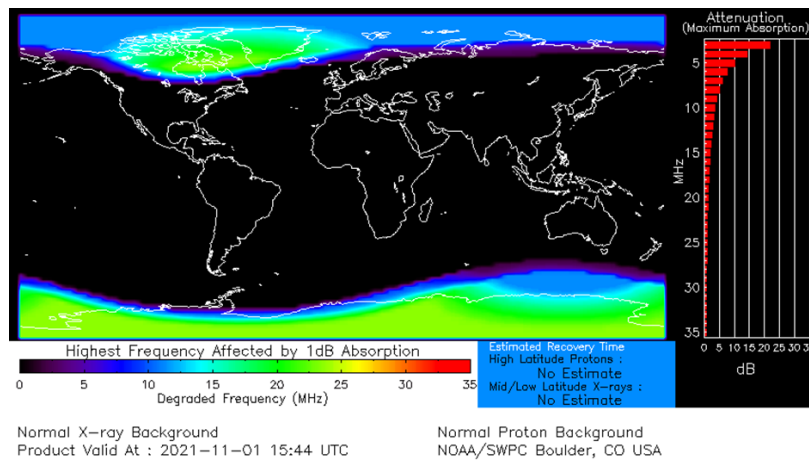 Attenuation
(Maximum Absorption)
5
10
15
20
25
30
35
MHz
0 5 10 15 20 25 30 35
dB
Highest Frequency Affected by 1dB Absorption
0 5 10 15 20 25 30 35
Degraded Frequency (MHz)
Estimated Recovery Time
High Latitude Protons :
No Estimate
Mid/Low Latitude X-rays :
No Estimate
Normal X-ray Background
Product Valid At : 2021-11-01 15:44 UTC
Normal Proton Background
NOAA/SWPC Boulder, CO USA